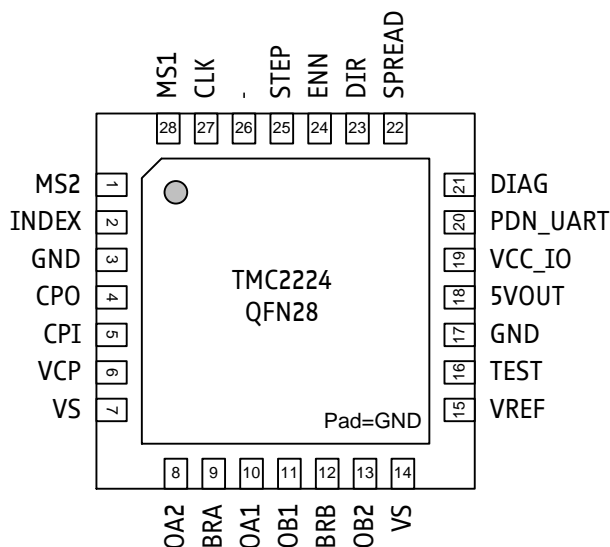 MS1
CLK
-
STEP
ENN
DIR
SPREAD
28
27
26
25
24
23
22
MS2
1
INDEX
2
GND
3
CPO
4
CPI
5
VCP
6
VS
7
TMC2224
QFN28
Pad=GND
21
DIAG
20
PDN_UART
19
VCC_IO
18
5VOUT
17
GND
16
TEST
15
VREF
8
9
10
11
12
13
14
OA2
BRA
OA1
OB1
BRB
OB2
VS